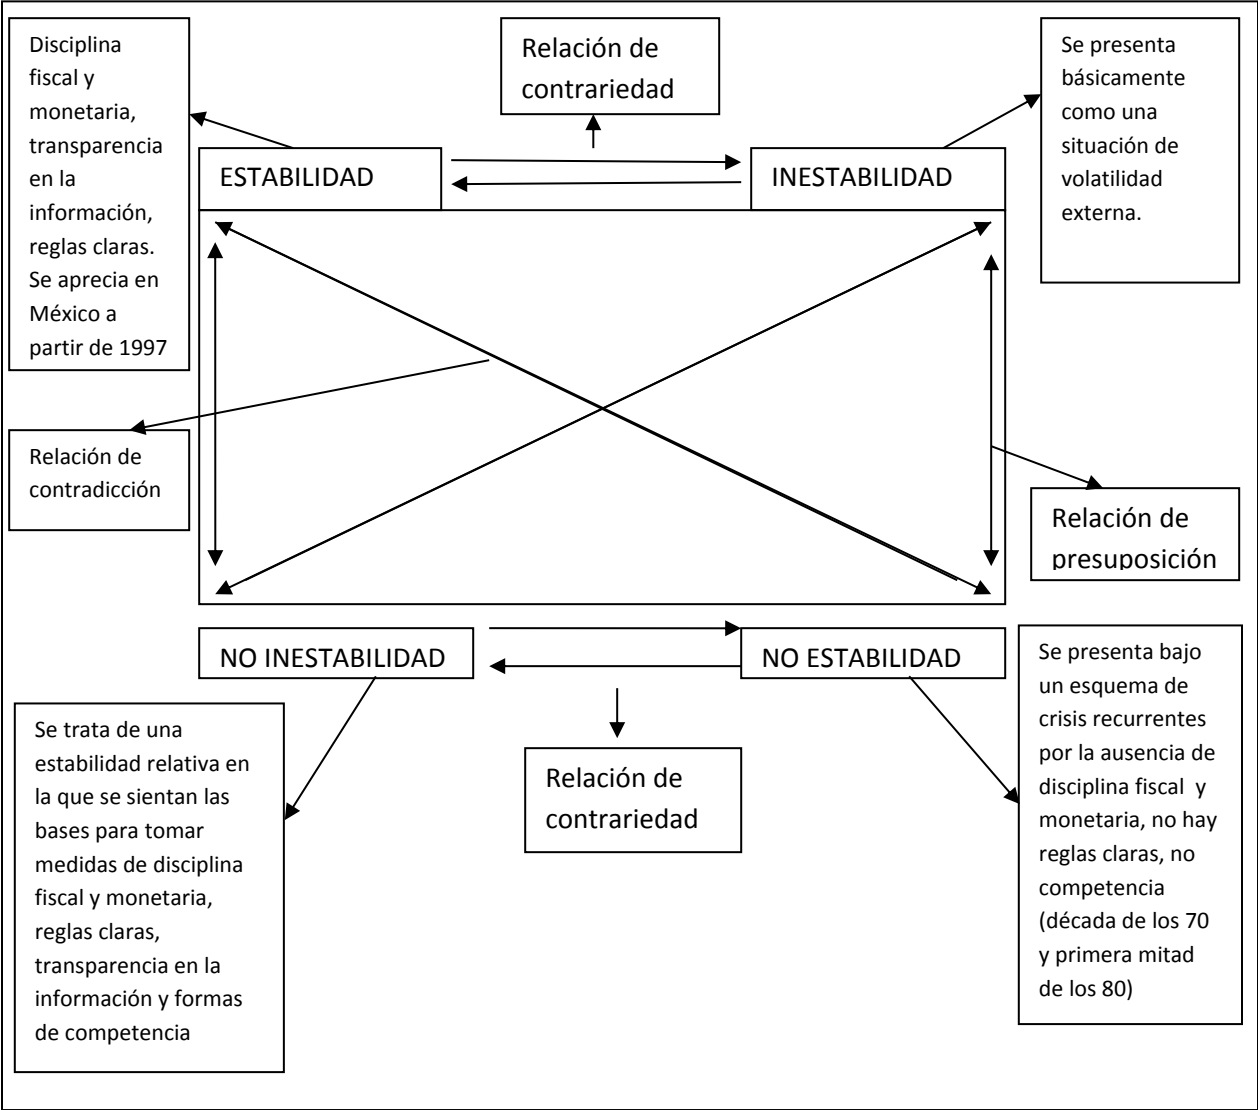 Disciplina
fiscal y
monetaria,
transparencia
en la
información,
reglas claras.
Se aprecia en
México a
partir de 1997
Relación de
contrariedad
Se presenta
básicamente
como una
situación de
volatilidad
externa.
ESTABILIDAD
INESTABILIDAD
Relación de
contradicción
Relación de
presuposición
NO INESTABILIDAD
NO ESTABILIDAD
Se trata de una
estabilidad relativa en
la que se sientan las
bases para tomar
medidas de disciplina
fiscal y monetaria,
reglas claras,
transparencia en la
información y formas
de competencia
Relación de
contrariedad
Se presenta bajo
un esquema de
crisis recurrentes
por la ausencia de
disciplina fiscal  y
monetaria, no hay
reglas claras, no
competencia
(década de los 70
y primera mitad
de los 80)